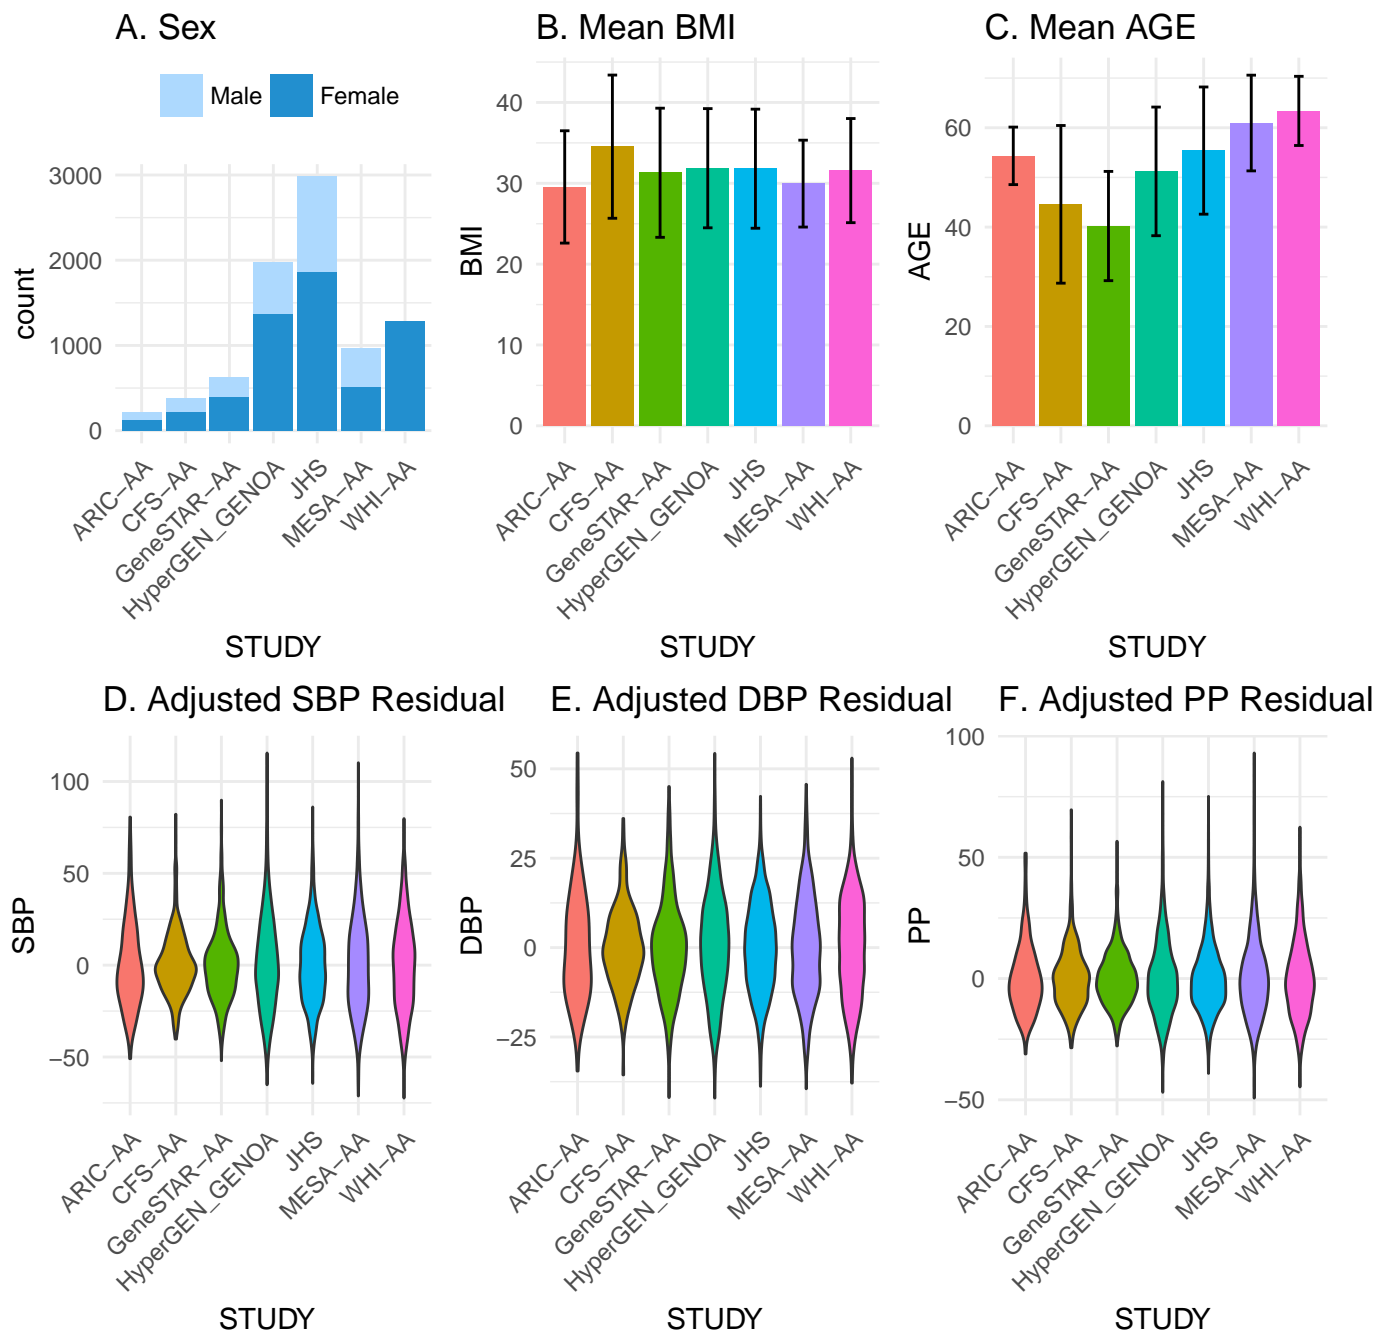 A. Sex
Male Female
3000
2000
1000
0
count
ARIC−AA
CFS−AA
GeneSTAR−AA
HyperGEN_GENOA
JHS
MESA−AA
WHI−AA
STUDY
B. Mean BMI
40
30
20
10
0
BMI
ARIC−AA
CFS−AA
GeneSTAR−AA
HyperGEN_GENOA
JHS
MESA−AA
WHI−AA
STUDY
C. Mean AGE
60
40
20
0
AGE
ARIC−AA
CFS−AA
GeneSTAR−AA
HyperGEN_GENOA
JHS
MESA−AA
WHI−AA
STUDY
D. Adjusted SBP Residual
100
50
0
−50
SBP
ARIC−AA
CFS−AA
GeneSTAR−AA
HyperGEN_GENOA
JHS
MESA−AA
WHI−AA
STUDY
E. Adjusted DBP Residual
50
25
0
−25
DBP
ARIC−AA
CFS−AA
GeneSTAR−AA
HyperGEN_GENOA
JHS
MESA−AA
WHI−AA
STUDY
F. Adjusted PP Residual
100
50
0
−50
PP
ARIC−AA
CFS−AA
GeneSTAR−AA
HyperGEN_GENOA
JHS
MESA−AA
WHI−AA
STUDY